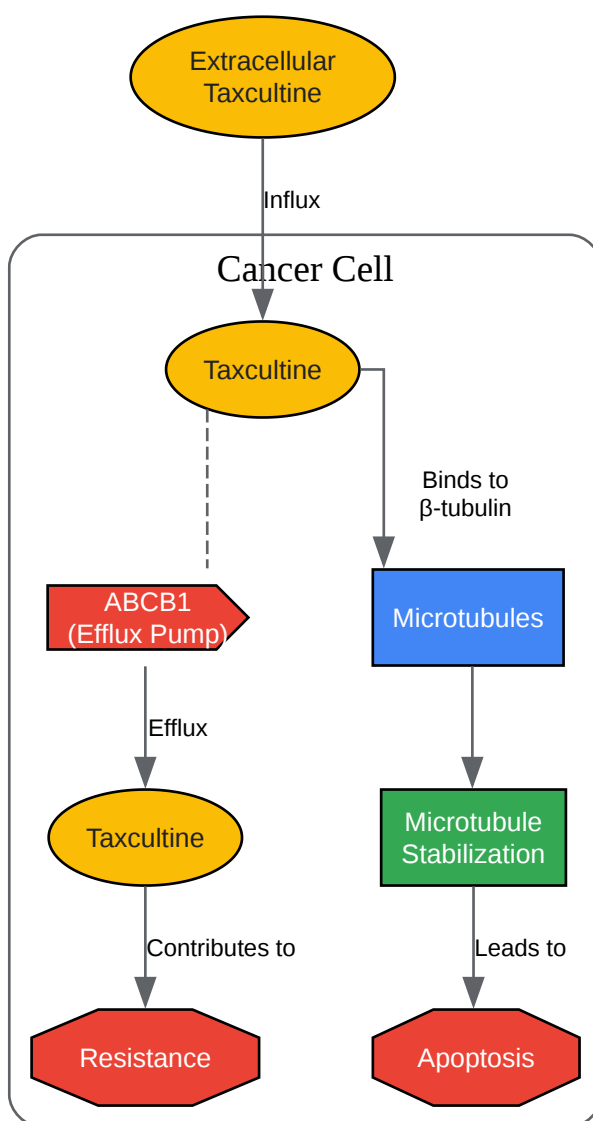 Extracellular
Taxcultine
Influx
Cancer Cell
Taxcultine
Binds to
β-tubulin
ABCB1
(Efflux Pump)
Microtubules
Efflux
Taxcultine
Microtubule
Stabilization
Contributes to
Leads to
Resistance
Apoptosis